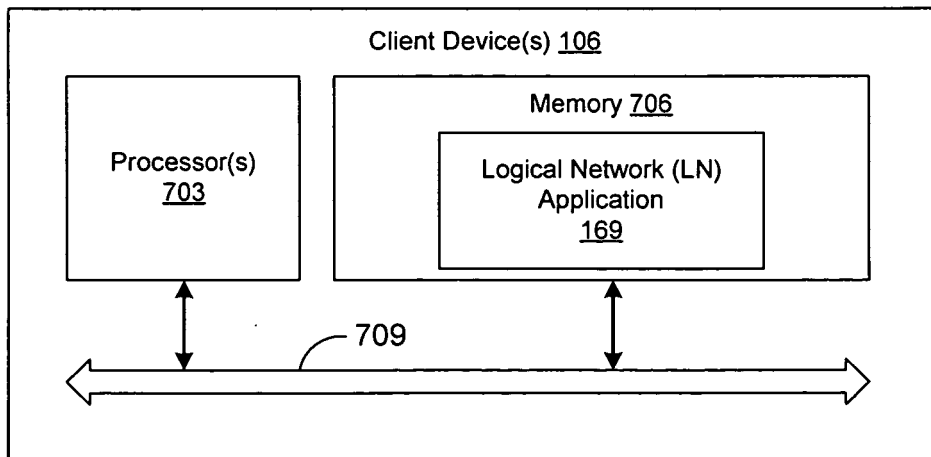 Client Device(s) 106
Processor(s)
703
Memory 706
Logical Network (LN)
Application
169
709